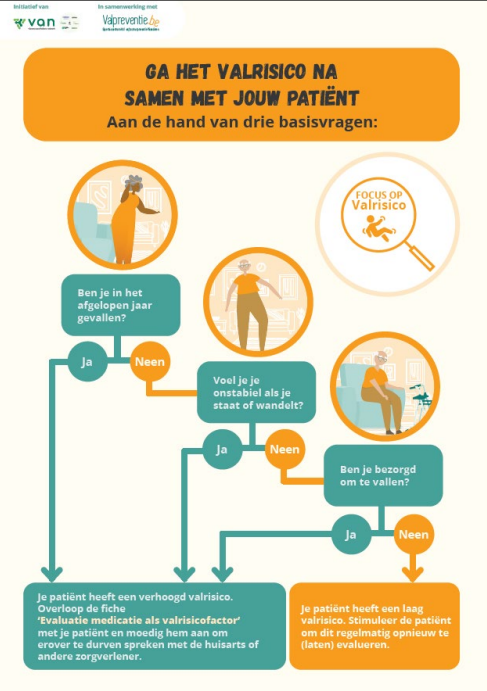 Initiatief van
In samenwerking met
van
Valpreventie.be
GA HET VALRISICO NA
SAMEN MET JOUW PATIËNT
Aan de hand van drie basisvragen:
FOCUS OP
Valrisico
Ben je in het
afgelopen jaar
gevallen?
Ja
Neen
Voel je je
onstabiel als je
staat of wandelt?
Ja
Neen
Ben je bezorgd
om te vallen?
Ja
Neen
Je patiënt heeft een verhoogd valrisico.
Overloop de fiche
‘Evaluatie medicatie als valrisicofactor’
met je patiënt en moedig hem aan om
erover te durven spreken met de huisarts of
andere zorgverlener.
Je patiënt heeft een laag
valrisico. Stimuleer de patiënt
om dit regelmatig opnieuw te
(laten) evalueren.